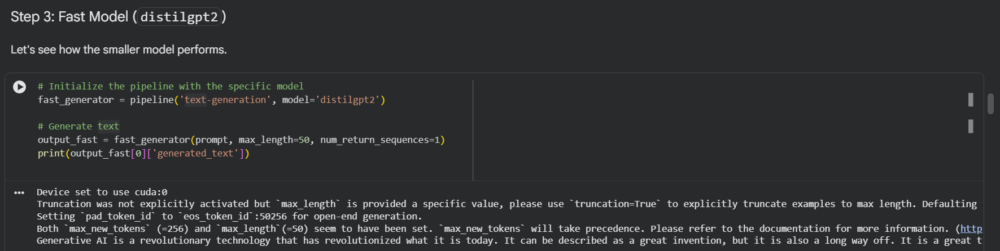 Step 3: Fast Model (distilgpt2)
Let's see how the smaller model performs.
# Initialize the pipeline with the specific model
fast_generator = pipeline('text-generation', model='distilgpt2')
# Generate text
output_fast = fast_generator(prompt, max_length=50, num_return_sequences=1)
print(output_fast[0]['generated_text'])
Device set to use cuda:0
Truncation was not explicitly activated but `max_length` is provided a specific value, please use `truncation=True` to explicitly truncate examples to max length. Defaulting
Setting `pad_token_id` to `eos_token_id`:50256 for open-end generation.
Both `max_new_tokens` (=256) and `max_length`(=50) seem to have been set. `max_new_tokens` will take precedence. Please refer to the documentation for more information. (http
Generative AI is a revolutionary technology that has revolutionized what it is today. It can be described as a great invention, but it is also a long way off. It is a great t